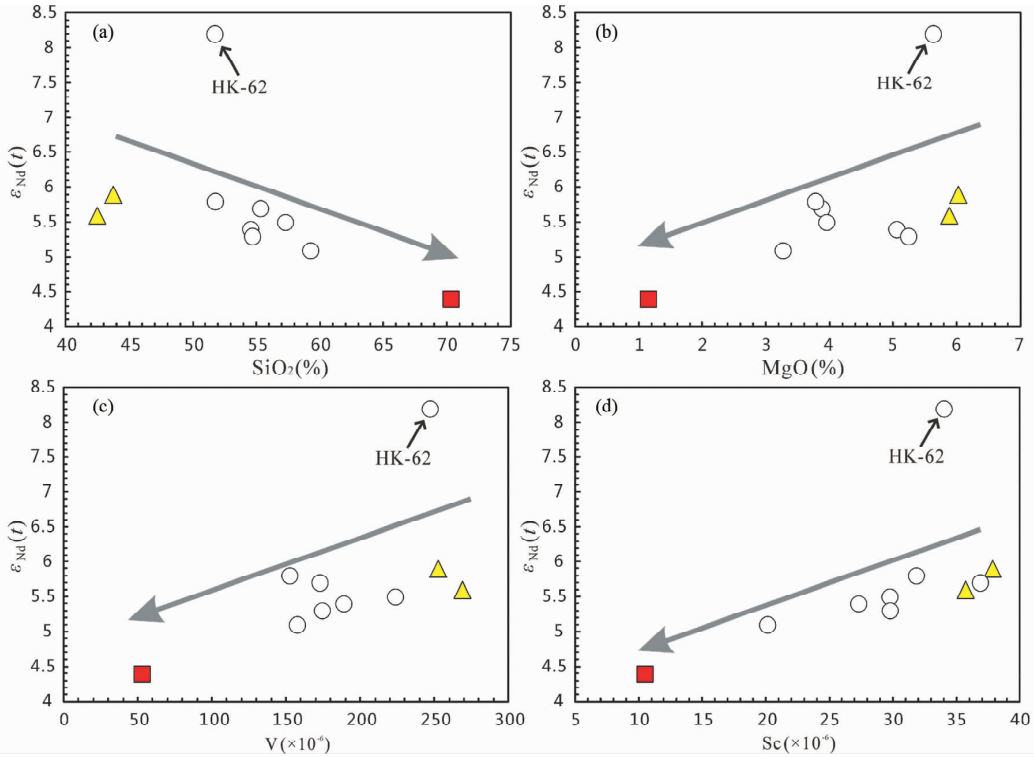 (a)
HK-62
8.5
8
7.5
7
6.5
6
5.5
5
4.5
4
εNd(t)
40 45 50 55 60 65 70 75
SiO₂(%)
(b)
HK-62
8.5
8
7.5
7
6.5
6
5.5
5
4.5
4
εNd(t)
0 1 2 3 4 5 6 7
MgO(%)
(c)
HK-62
8.5
8
7.5
7
6.5
6
5.5
5
4.5
4
εNd(t)
0 50 100 150 200 250 300
V(×10⁻⁶)
(d)
HK-62
8.5
8
7.5
7
6.5
6
5.5
5
4.5
4
εNd(t)
5 10 15 20 25 30 35 40
Sc(×10⁻⁶)